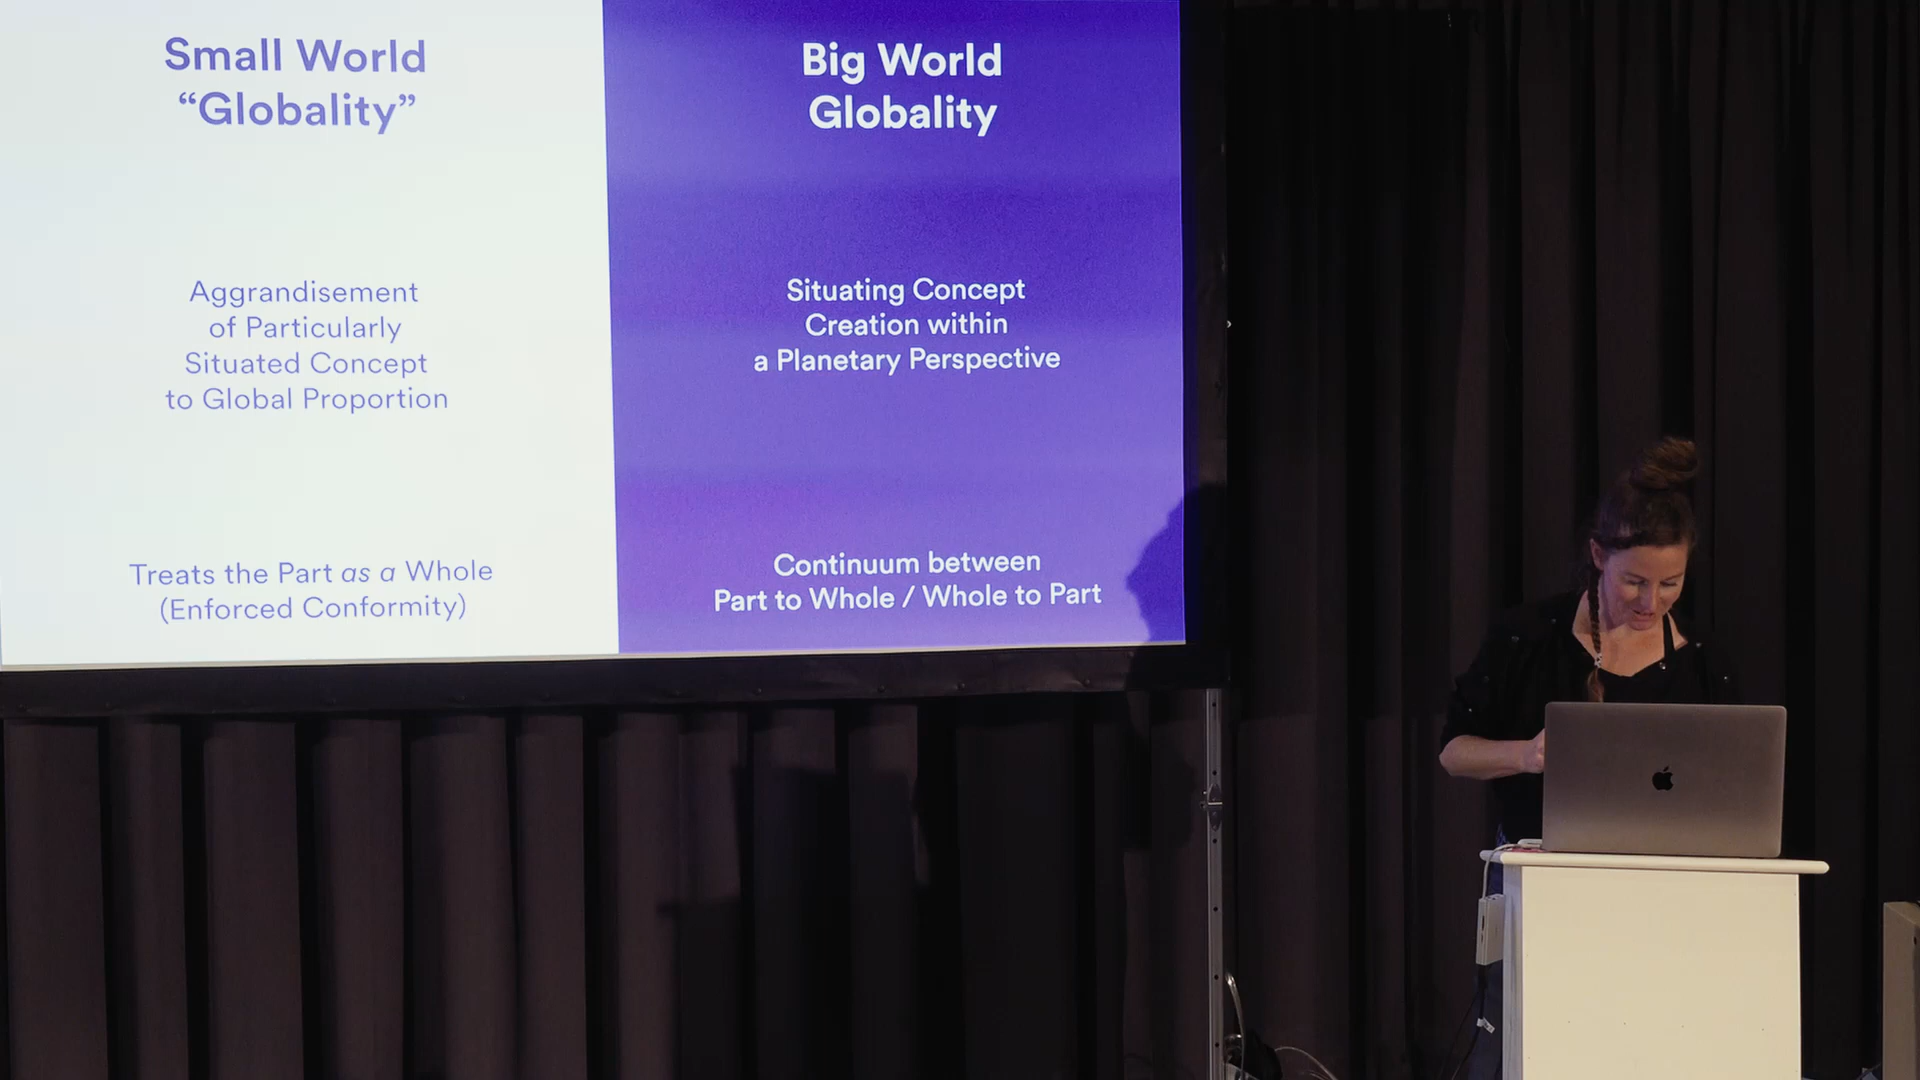 Small World
“Globality”
Aggrandisement
of Particularly
Situated Concept
to Global Proportion
Treats the Part as a Whole
(Enforced Conformity)
Big World
Globality
Situating Concept
Creation within
a Planetary Perspective
Continuum between
Part to Whole / Whole to Part